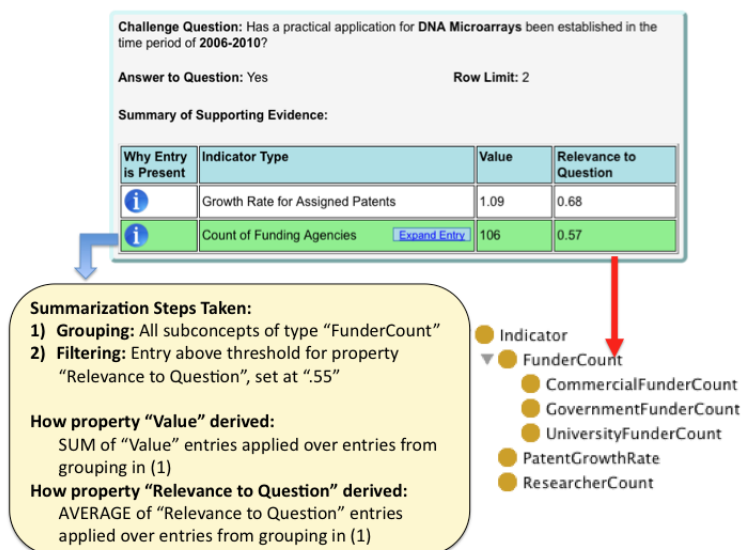 Challenge Question: Has a practical application for DNA Microarrays been established in the
time period of 2006-2010?
Answer to Question: Yes
Row Limit: 2
Summary of Supporting Evidence:
Why Entry
is Present
Indicator Type
Value
Relevance to
Question
Growth Rate for Assigned Patents
1.09
0.68
Count of Funding Agencies
Expand Entry
106
0.57
Summarization Steps Taken:
1) Grouping: All subconcepts of type “FunderCount”
2) Filtering: Entry above threshold for property
“Relevance to Question”, set at “.55”
How property “Value” derived:
SUM of “Value” entries applied over entries from
grouping in (1)
How property “Relevance to Question” derived:
AVERAGE of “Relevance to Question” entries
applied over entries from grouping in (1)
Indicator
FunderCount
CommercialFunderCount
GovernmentFunderCount
UniversityFunderCount
PatentGrowthRate
ResearcherCount